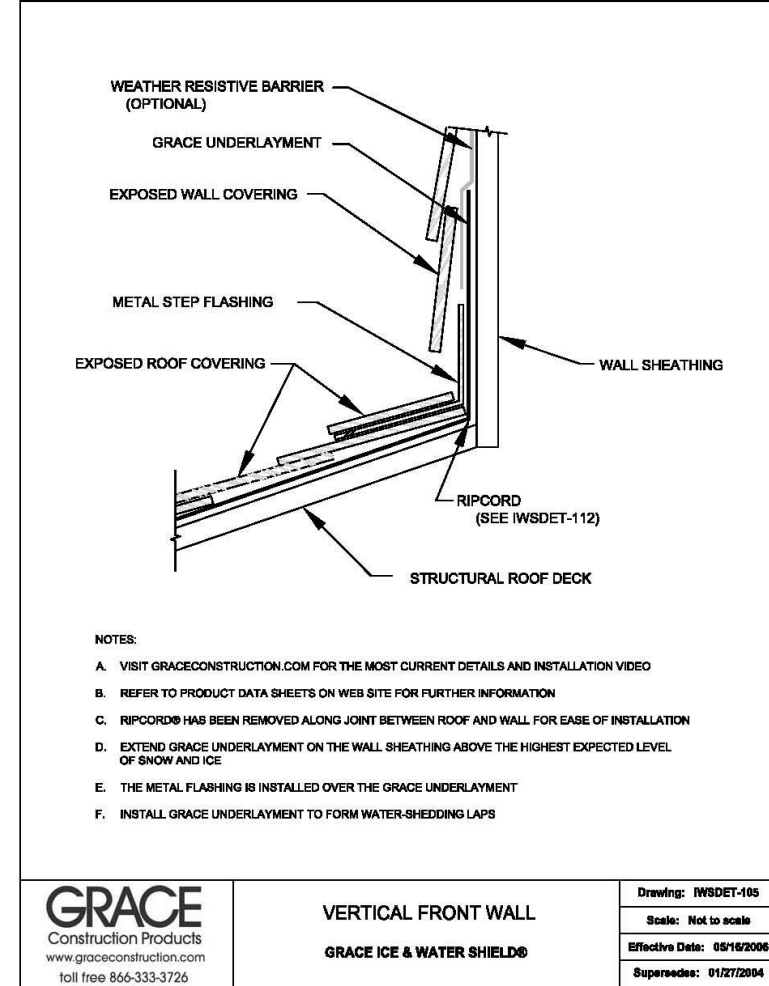 WEATHER RESISTIVE BARRIER
(OPTIONAL)
GRACE UNDERLAYMENT
EXPOSED WALL COVERING
METAL STEP FLASHING
EXPOSED ROOF COVERING
WALL SHEATHING
RIPCORD
(SEE IWSDET-112)
STRUCTURAL ROOF DECK
NOTES:
A. VISIT GRACECONSTRUCTION.COM FOR THE MOST CURRENT DETAILS AND INSTALLATION VIDEO
B. REFER TO PRODUCT DATA SHEETS ON WEB SITE FOR FURTHER INFORMATION
C. RIPCORD® HAS BEEN REMOVED ALONG JOINT BETWEEN ROOF AND WALL FOR EASE OF INSTALLATION
D. EXTEND GRACE UNDERLAYMENT ON THE WALL SHEATHING ABOVE THE HIGHEST EXPECTED LEVEL
OF SNOW AND ICE
E. THE METAL FLASHING IS INSTALLED OVER THE GRACE UNDERLAYMENT
F. INSTALL GRACE UNDERLAYMENT TO FORM WATER-SHEDDING LAPS
GRACE
Construction Products
www.graceconstruction.com
toll free 866-333-3726
VERTICAL FRONT WALL
GRACE ICE & WATER SHIELD®
Drawing: IWSDET-105
Scale: Not to scale
Effective Date: 05/16/2006
Supersedes: 01/27/2004